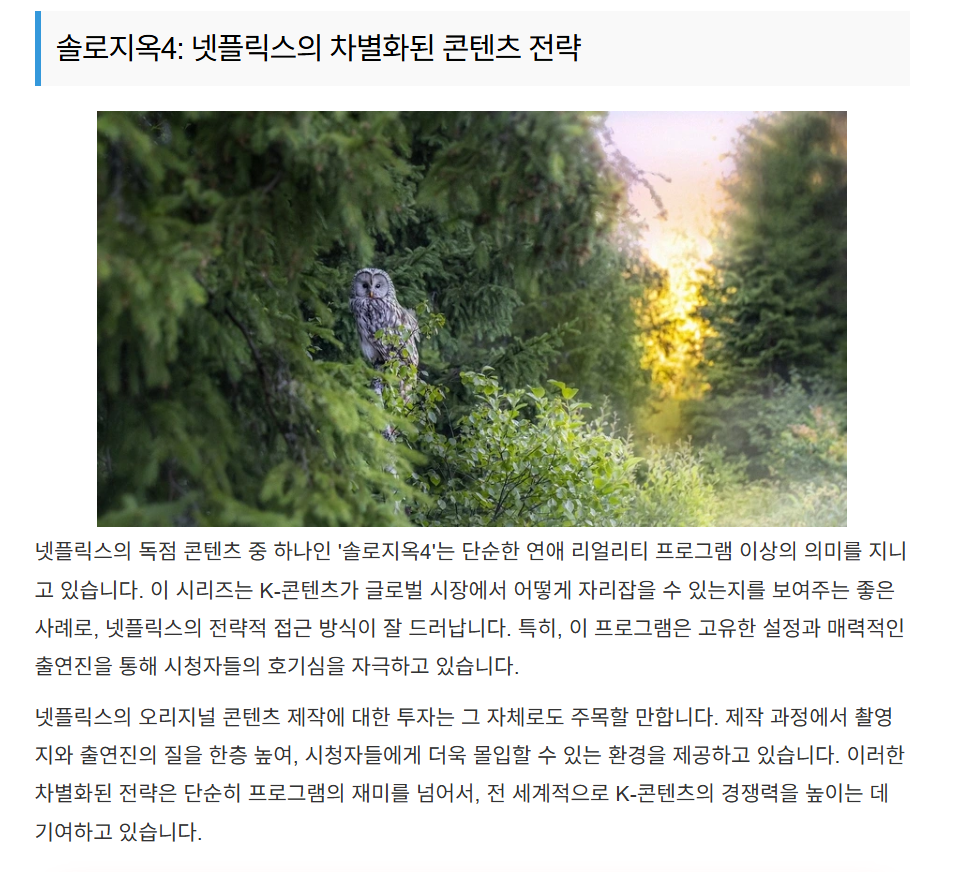 솔로지옥4: 넷플릭스의 차별화된 콘텐츠 전략
넷플릭스의 독점 콘텐츠 중 하나인 '솔로지옥4'는 단순한 연애 리얼리티 프로그램 이상의 의미를 지니
고 있습니다. 이 시리즈는 K-콘텐츠가 글로벌 시장에서 어떻게 자리잡을 수 있는지를 보여주는 좋은
사례로, 넷플릭스의 전략적 접근 방식이 잘 드러납니다. 특히, 이 프로그램은 고유한 설정과 매력적인
출연진을 통해 시청자들의 호기심을 자극하고 있습니다.
넷플릭스의 오리지널 콘텐츠 제작에 대한 투자는 그 자체로도 주목할 만합니다. 제작 과정에서 촬영
지와 출연진의 질을 한층 높여, 시청자들에게 더욱 몰입할 수 있는 환경을 제공하고 있습니다. 이러한
차별화된 전략은 단순히 프로그램의 재미를 넘어서, 전 세계적으로 K-콘텐츠의 경쟁력을 높이는 데
기여하고 있습니다.